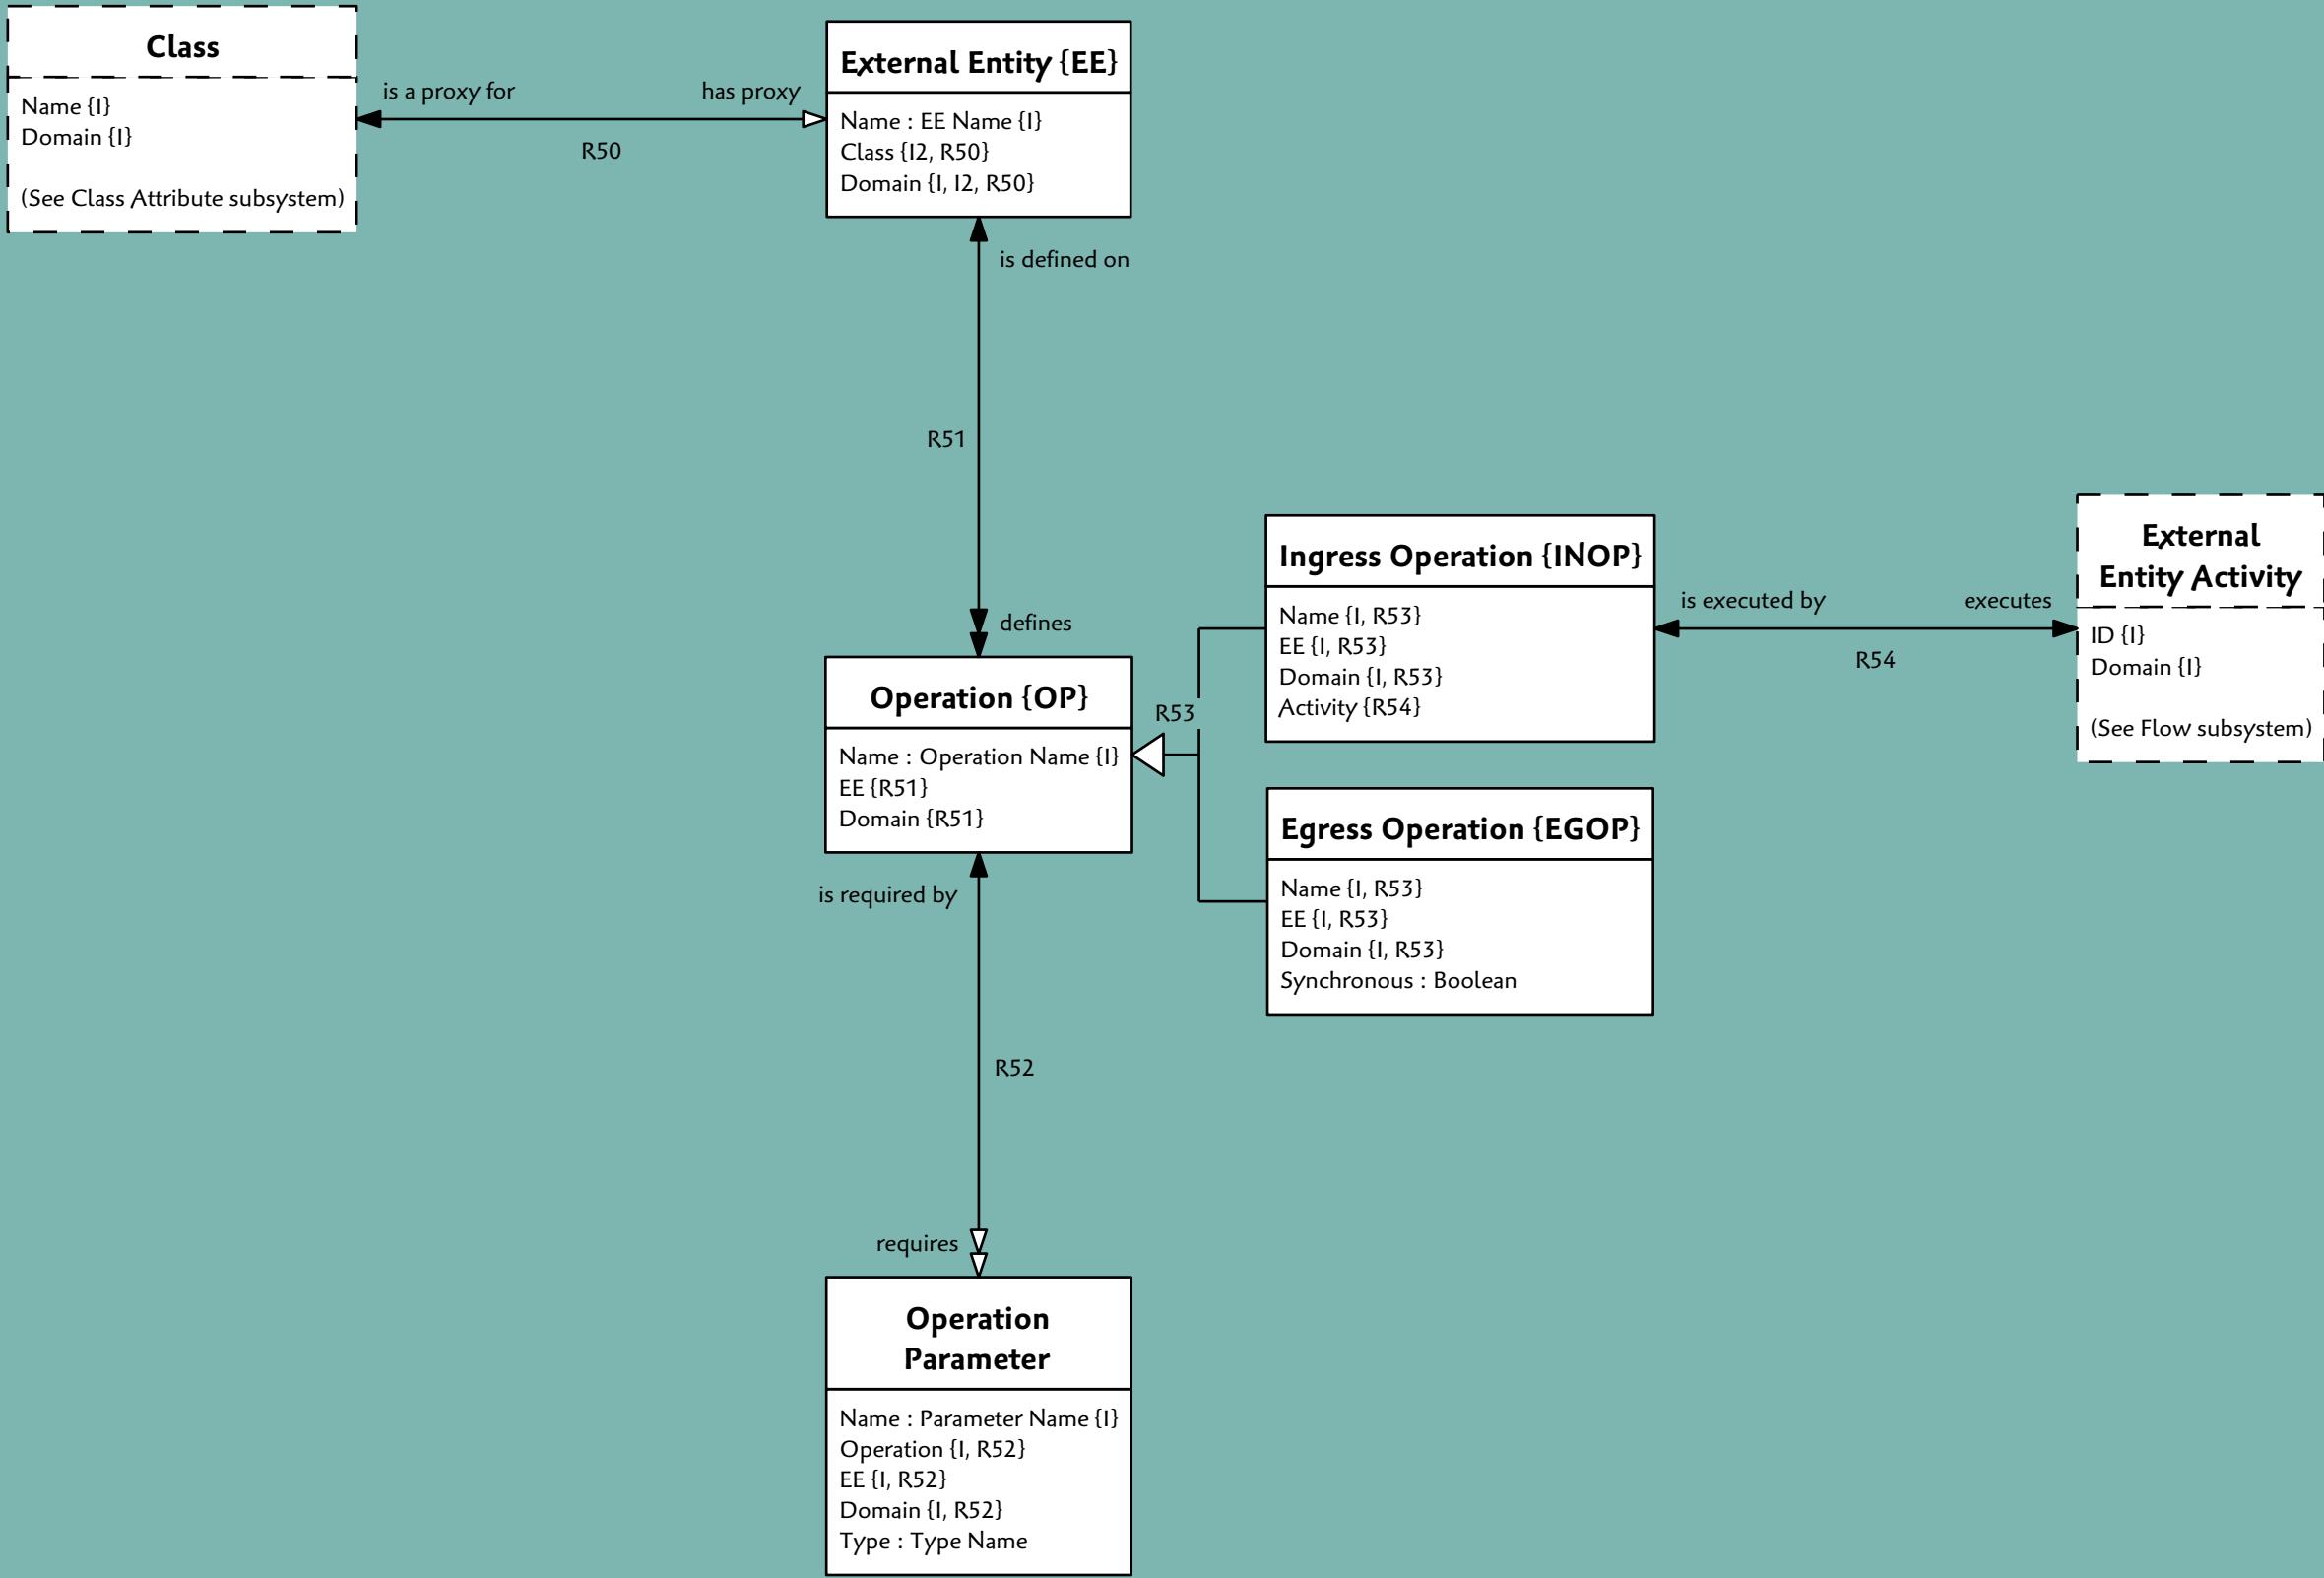 Class
Name {I}
Domain {I}
(See Class Attribute subsystem)
is a proxy for
has proxy
R50
External Entity {EE}
Name : EE Name {I}
Class {I2, R50}
Domain {I, I2, R50}
is defined on
R51
defines
Operation {OP}
Name : Operation Name {I}
EE {R51}
Domain {R51}
R53
Ingress Operation {INOP}
Name {I, R53}
EE {I, R53}
Domain {I, R53}
Activity {R54}
is executed by
executes
R54
External
Entity Activity
ID {I}
Domain {I}
(See Flow subsystem)
Egress Operation {EGOP}
Name {I, R53}
EE {I, R53}
Domain {I, R53}
Synchronous : Boolean
is required by
R52
requires
Operation
Parameter
Name : Parameter Name {I}
Operation {I, R52}
EE {I, R52}
Domain {I, R52}
Type : Type Name